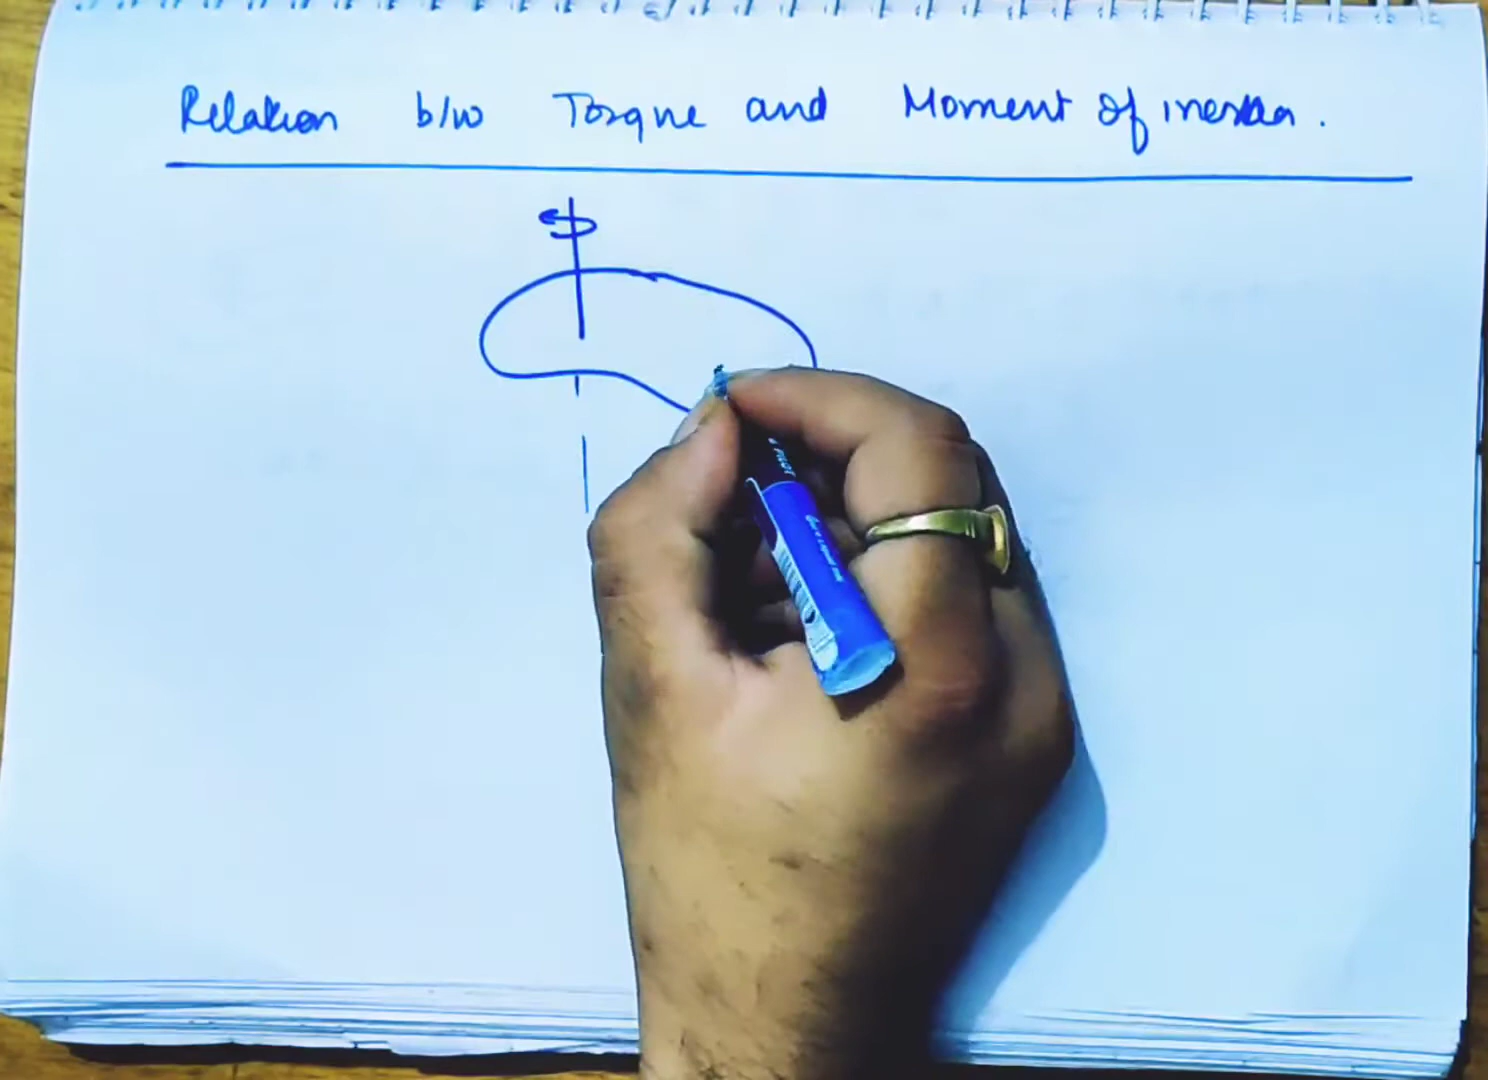 Relation b/w Torque and Moment of inertia.